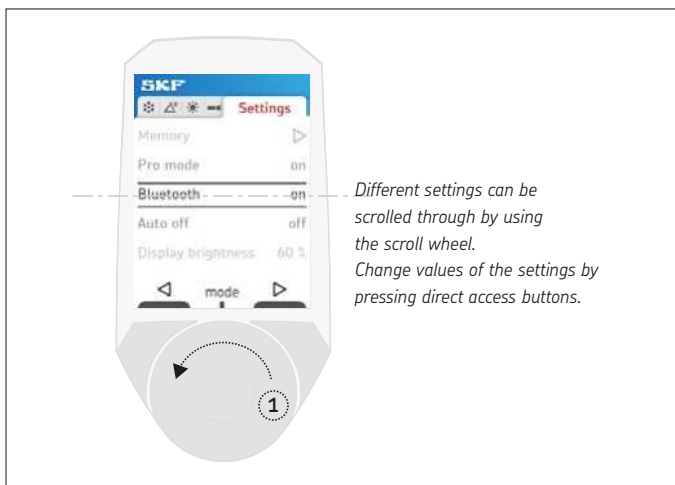 SKF
Settings
Memory
Pro mode on
Bluetooth on
Auto off off
Display brightness 60 %
mode
1
Different settings can be
scrolled through by using
the scroll wheel.
Change values of the settings by
pressing direct access buttons.